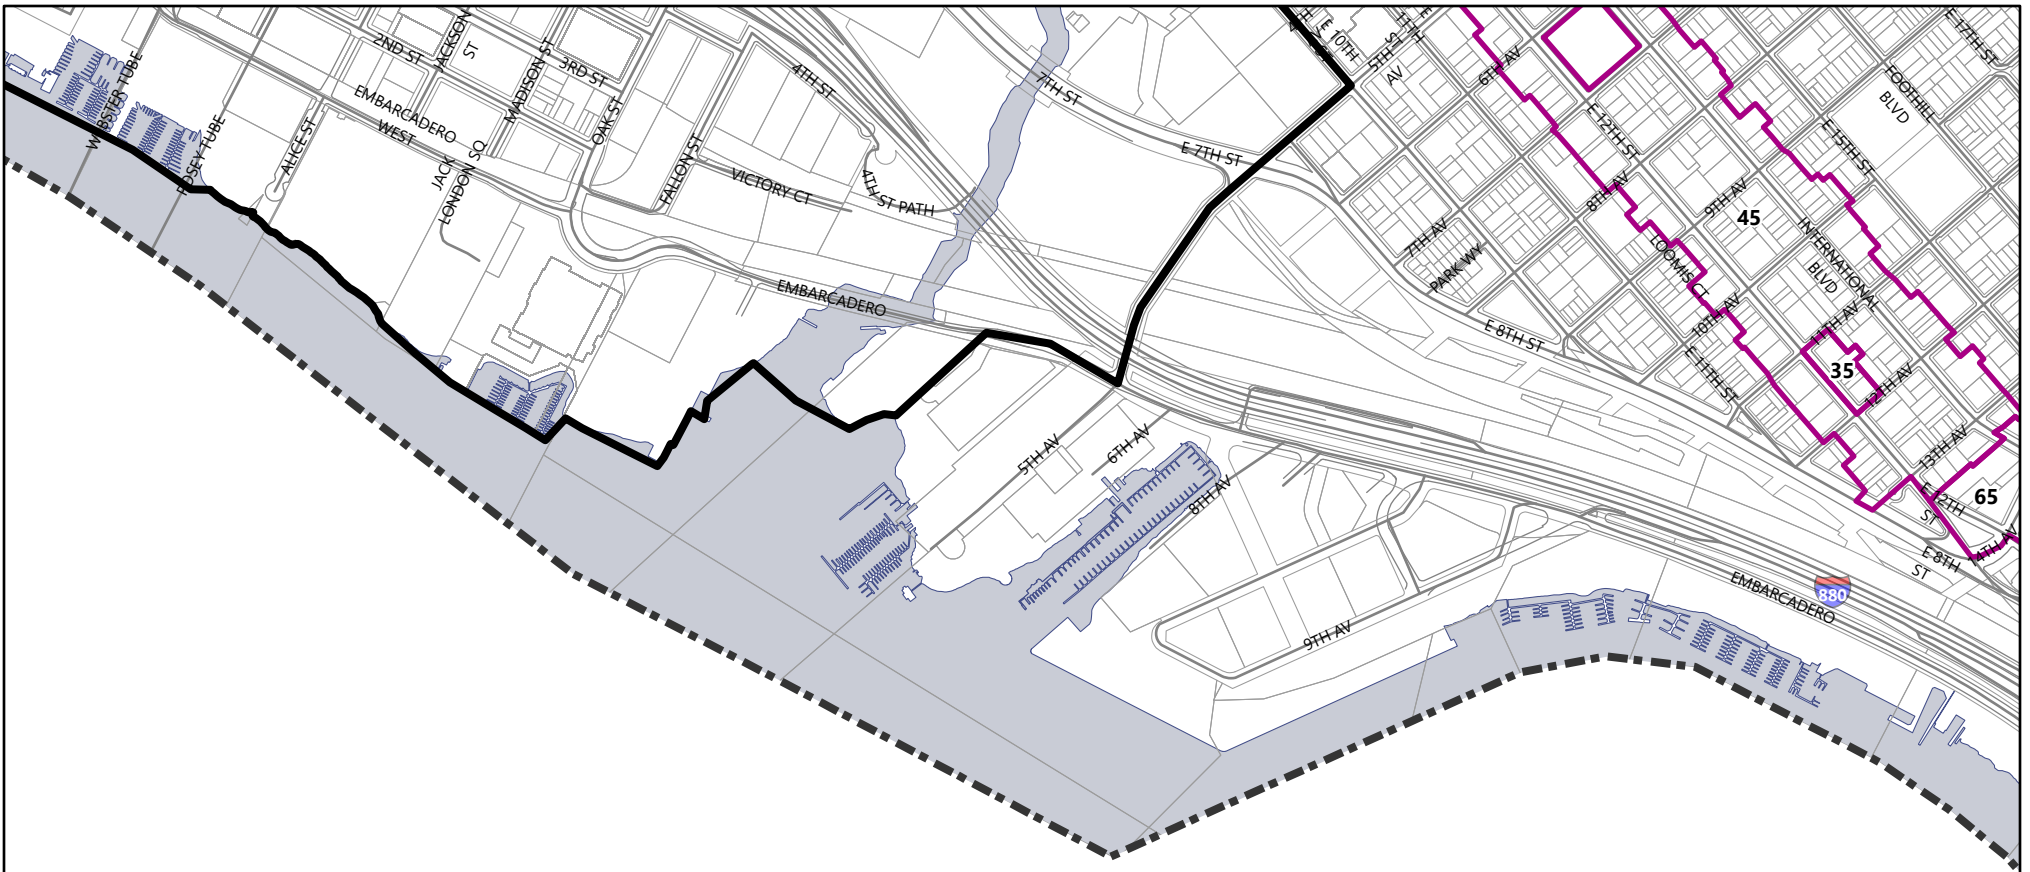 2ND ST
JACKSON
ST
MADISON ST
3RD ST
WEBSTER TUBE
POSEY TUBE
ALICE ST
EMBARCADERO
WEST
JACK
LONDON SQ
OAK ST
FALLON ST
4TH ST
VICTORY CT
4TH ST PATH
EMBARCADERO
7TH ST
E 7TH ST
E 10TH
5TH
AV
6TH AV
E 12TH ST
8TH AV
7TH AV
PARK WY
9TH AV
45
LOOMIS CT
INTERNATIONAL
BLVD
E 17TH ST
FOOTHILL
BLVD
E 15TH ST
10TH AV
11TH AV
35
12TH AV
E 8TH ST
E 11TH ST
13TH AV
65
E 12TH
ST
14TH AV
E 8TH
ST
5TH AV
6TH AV
8TH AV
9TH AV
EMBARCADERO
880